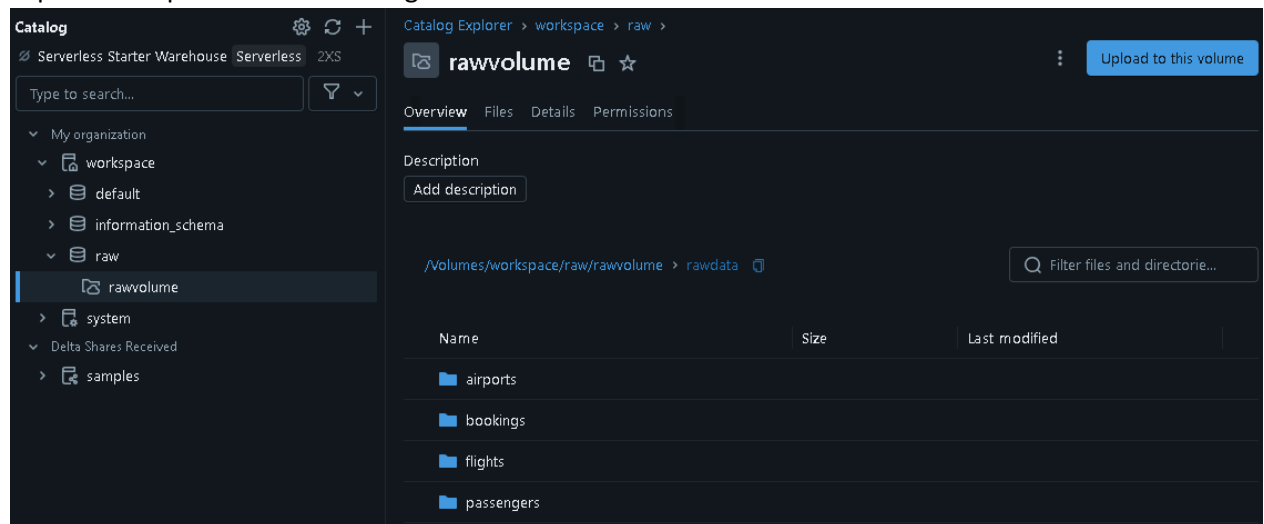 Catalog
Serverless Starter Warehouse Serverless 2XS
Type to search...
My organization
workspace
default
information_schema
raw
rawvolume
system
Delta Shares Received
samples
Catalog Explorer > workspace > raw >
rawvolume
Upload to this volume
Overview Files Details Permissions
Description
Add description
/Volumes/workspace/raw/rawvolume > rawdata
Filter files and directorie...
Name Size Last modified
airports
bookings
flights
passengers